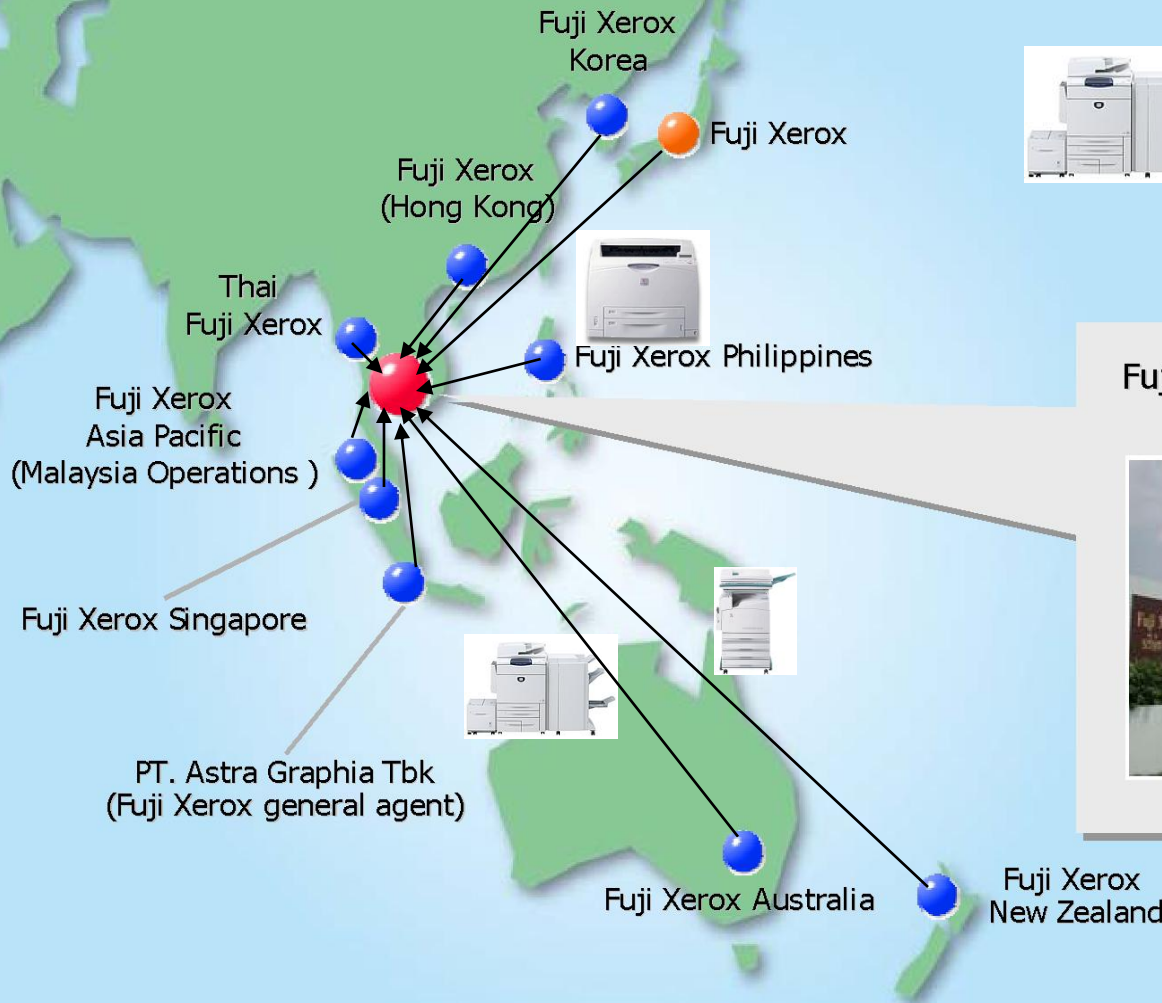 Fuji Xerox
Korea
Fuji Xerox
Fuji Xerox
(Hong Kong)
Thai
Fuji Xerox
Fuji Xerox Philippines
Fuji Xerox
Asia Pacific
(Malaysia Operations )
Fuji Xerox Singapore
PT. Astra Graphia Tbk
(Fuji Xerox general agent)
Fuji Xerox Australia
Fuji Xerox
New Zealand